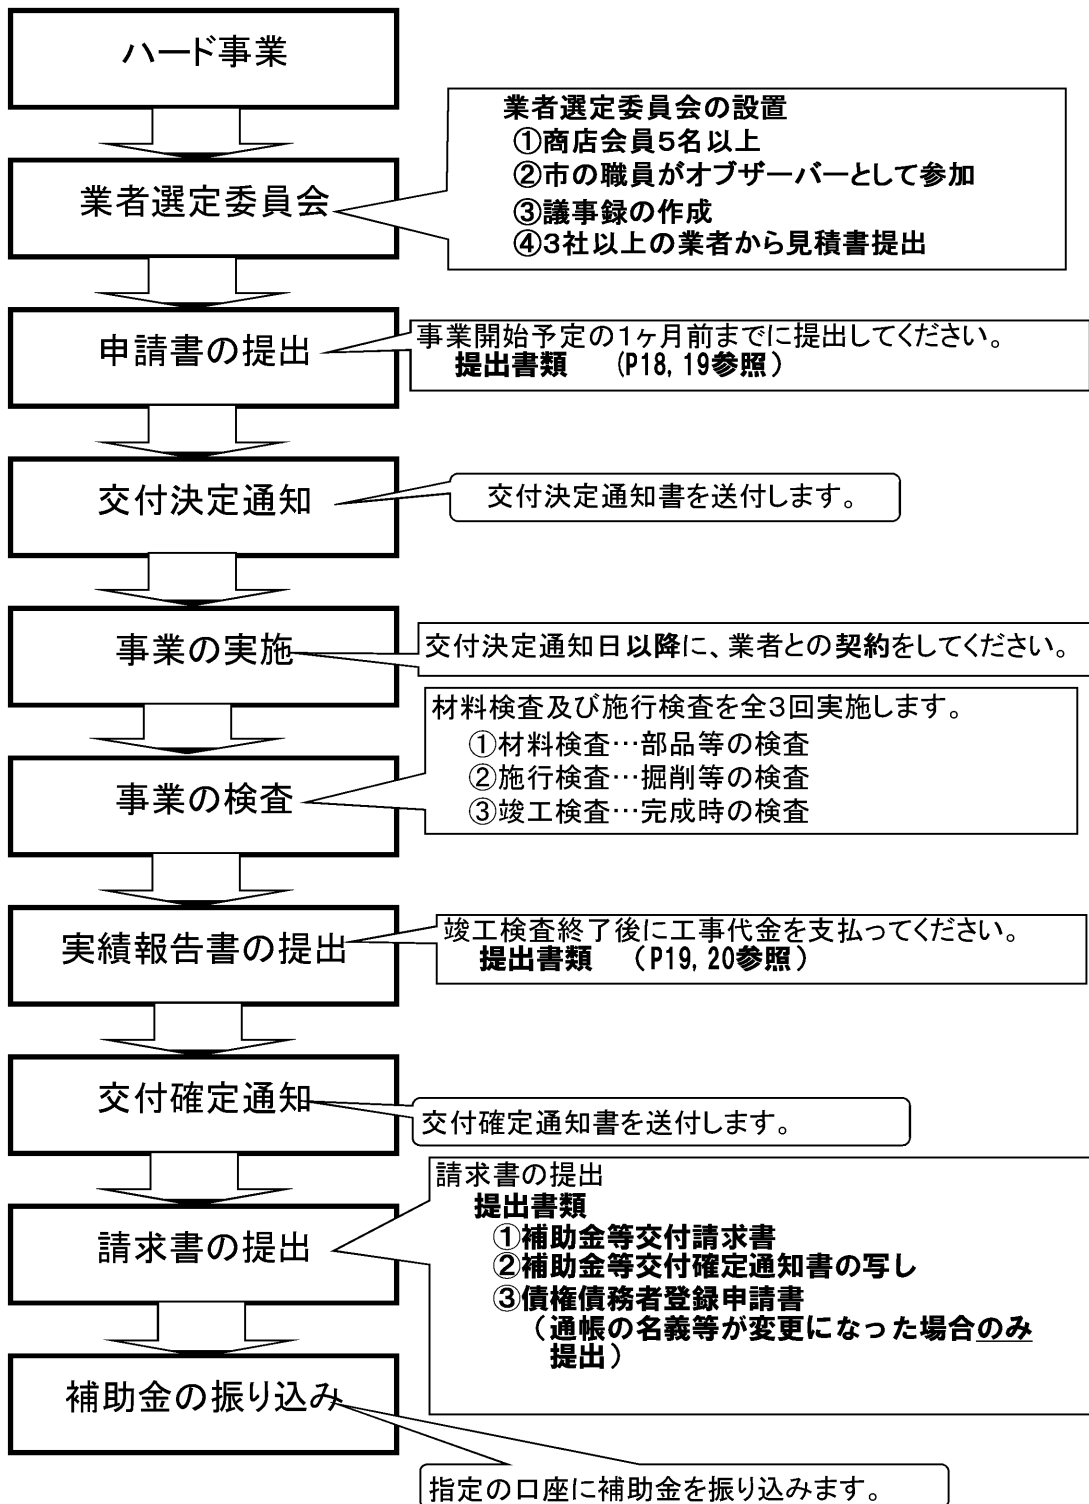 ハード事業
業者選定委員会の設置
①商店会員5名以上
②市の職員がオブザーバーとして参加
③議事録の作成
④3社以上の業者から見積書提出
業者選定委員会
申請書の提出
事業開始予定の1ヶ月前までに提出してください。
提出書類 (P18,19参照)
交付決定通知
交付決定通知書を送付します。
事業の実施
交付決定通知日以降に、業者との契約をしてください。
材料検査及び施行検査を全3回実施します。
①材料検査…部品等の検査
②施行検査…掘削等の検査
③竣工検査…完成時の検査
事業の検査
実績報告書の提出
竣工検査終了後に工事代金を支払ってください。
提出書類 (P19,20参照)
交付確定通知
交付確定通知書を送付します。
請求書の提出
請求書の提出
提出書類
①補助金等交付請求書
②補助金等交付確定通知書の写し
③債権債務者登録申請書
(通帳の名義等が変更になった場合のみ
提出)
補助金の振り込み
指定の口座に補助金を振り込みます。